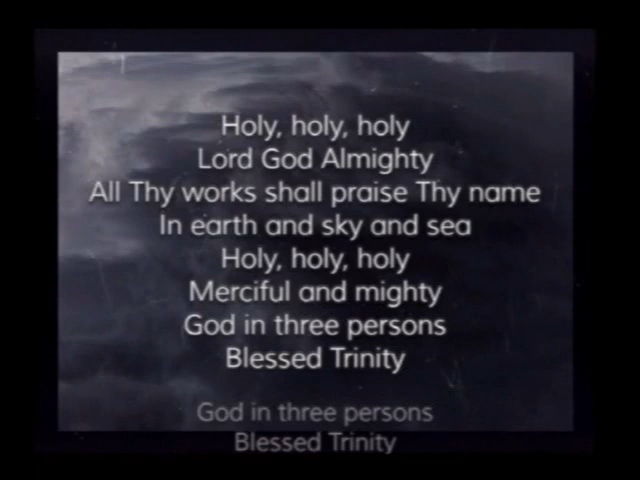 Holy, holy, holy
Lord God Almighty
All Thy works shall praise Thy name
In earth and sky and sea
Holy, holy, holy
Merciful and mighty
God in three persons
Blessed Trinity
God in three persons
Blessed Trinity